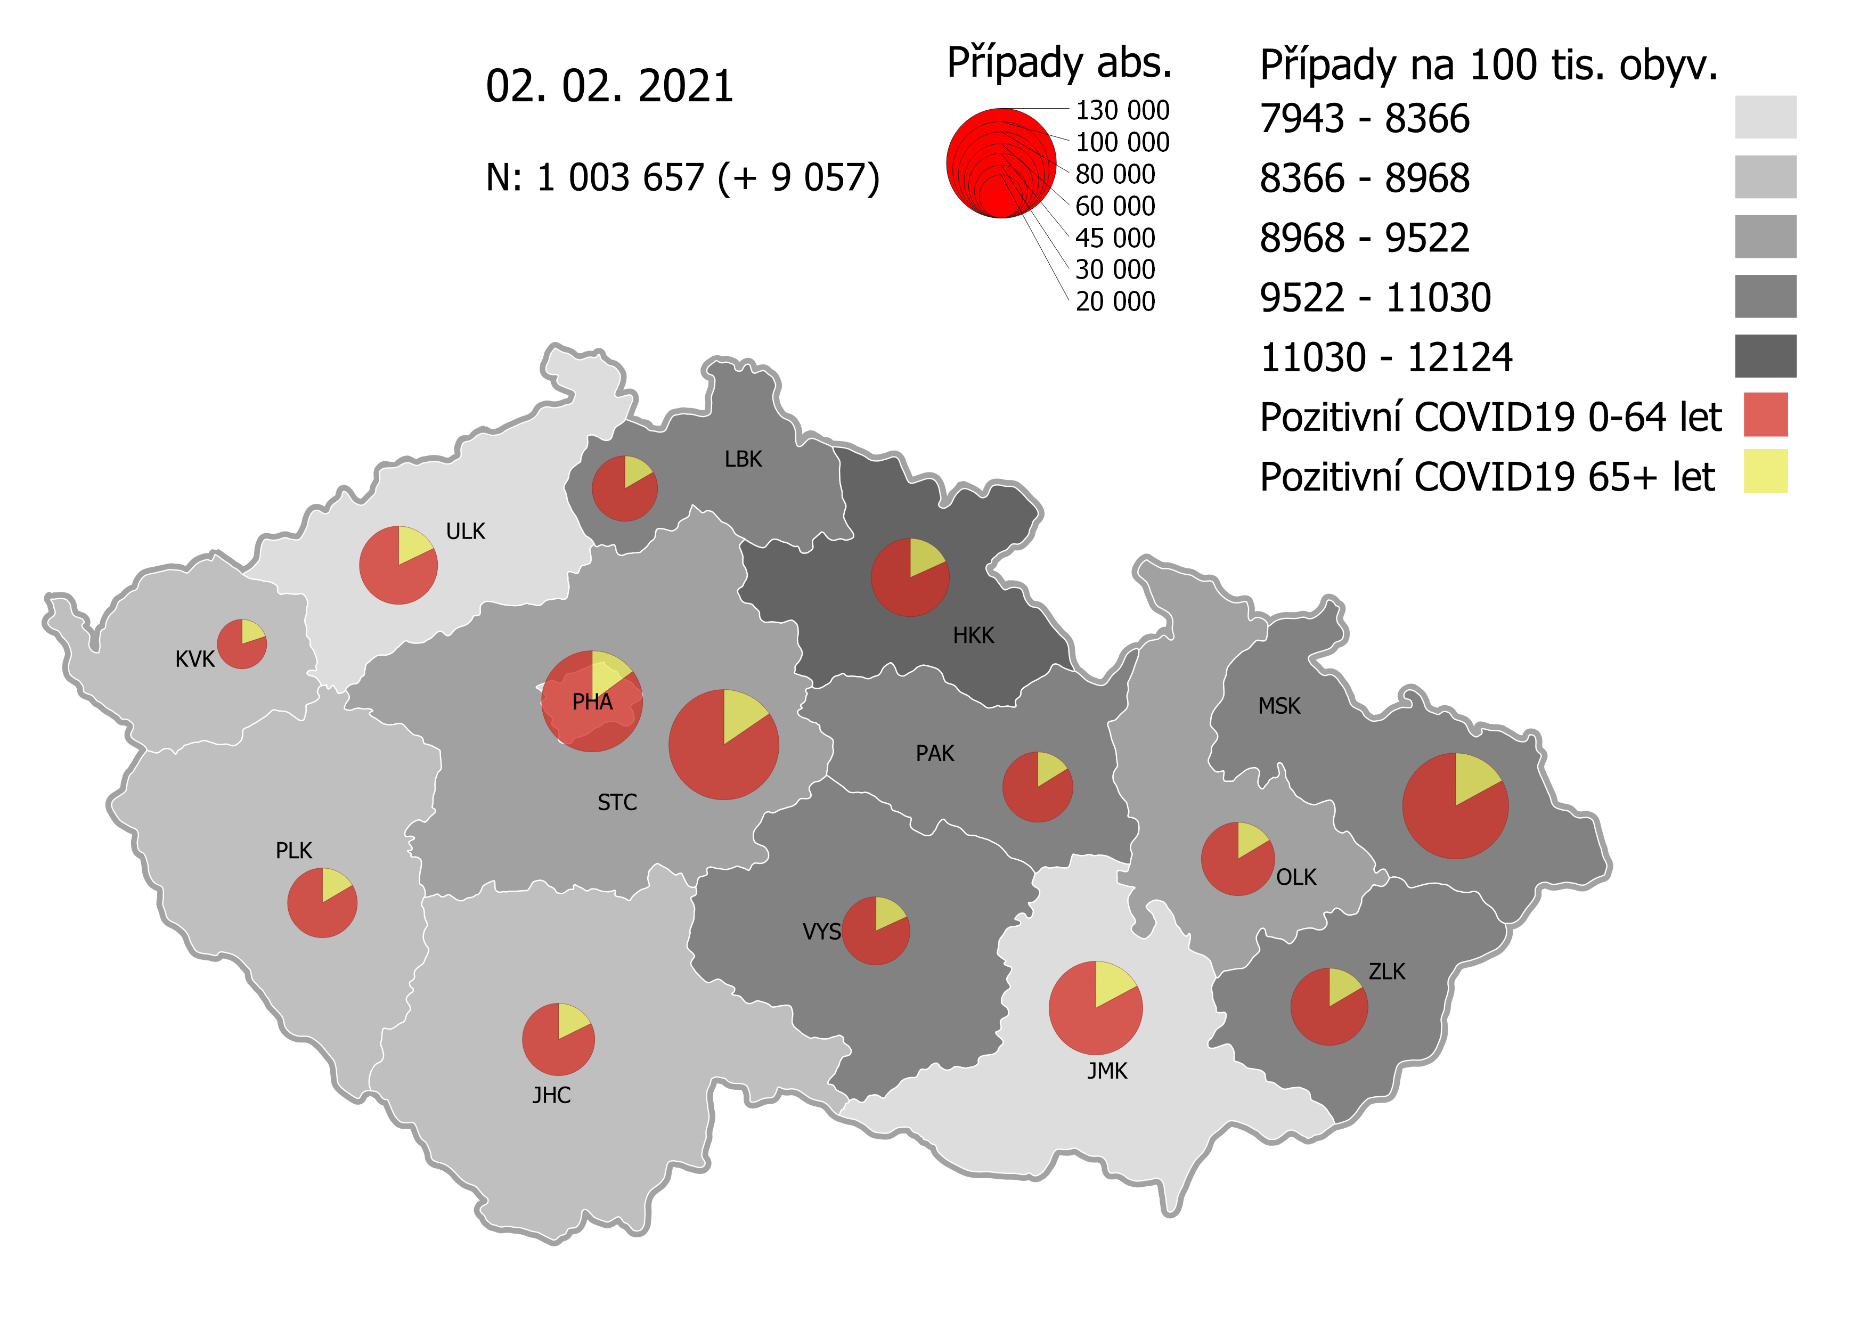 02. 02. 2021
N: 1 003 657 (+ 9 057)
Případy abs.
130 000
100 000
80 000
60 000
45 000
30 000
20 000
Případy na 100 tis. obyv.
7943 - 8366
8366 - 8968
8968 - 9522
9522 - 11030
11030 - 12124
Pozitivní COVID19 0-64 let
Pozitivní COVID19 65+ let
LBK
ULK
HKK
KVK
PHA
MSK
PAK
STC
PLK
OLK
VYS
ZLK
JMK
JHC